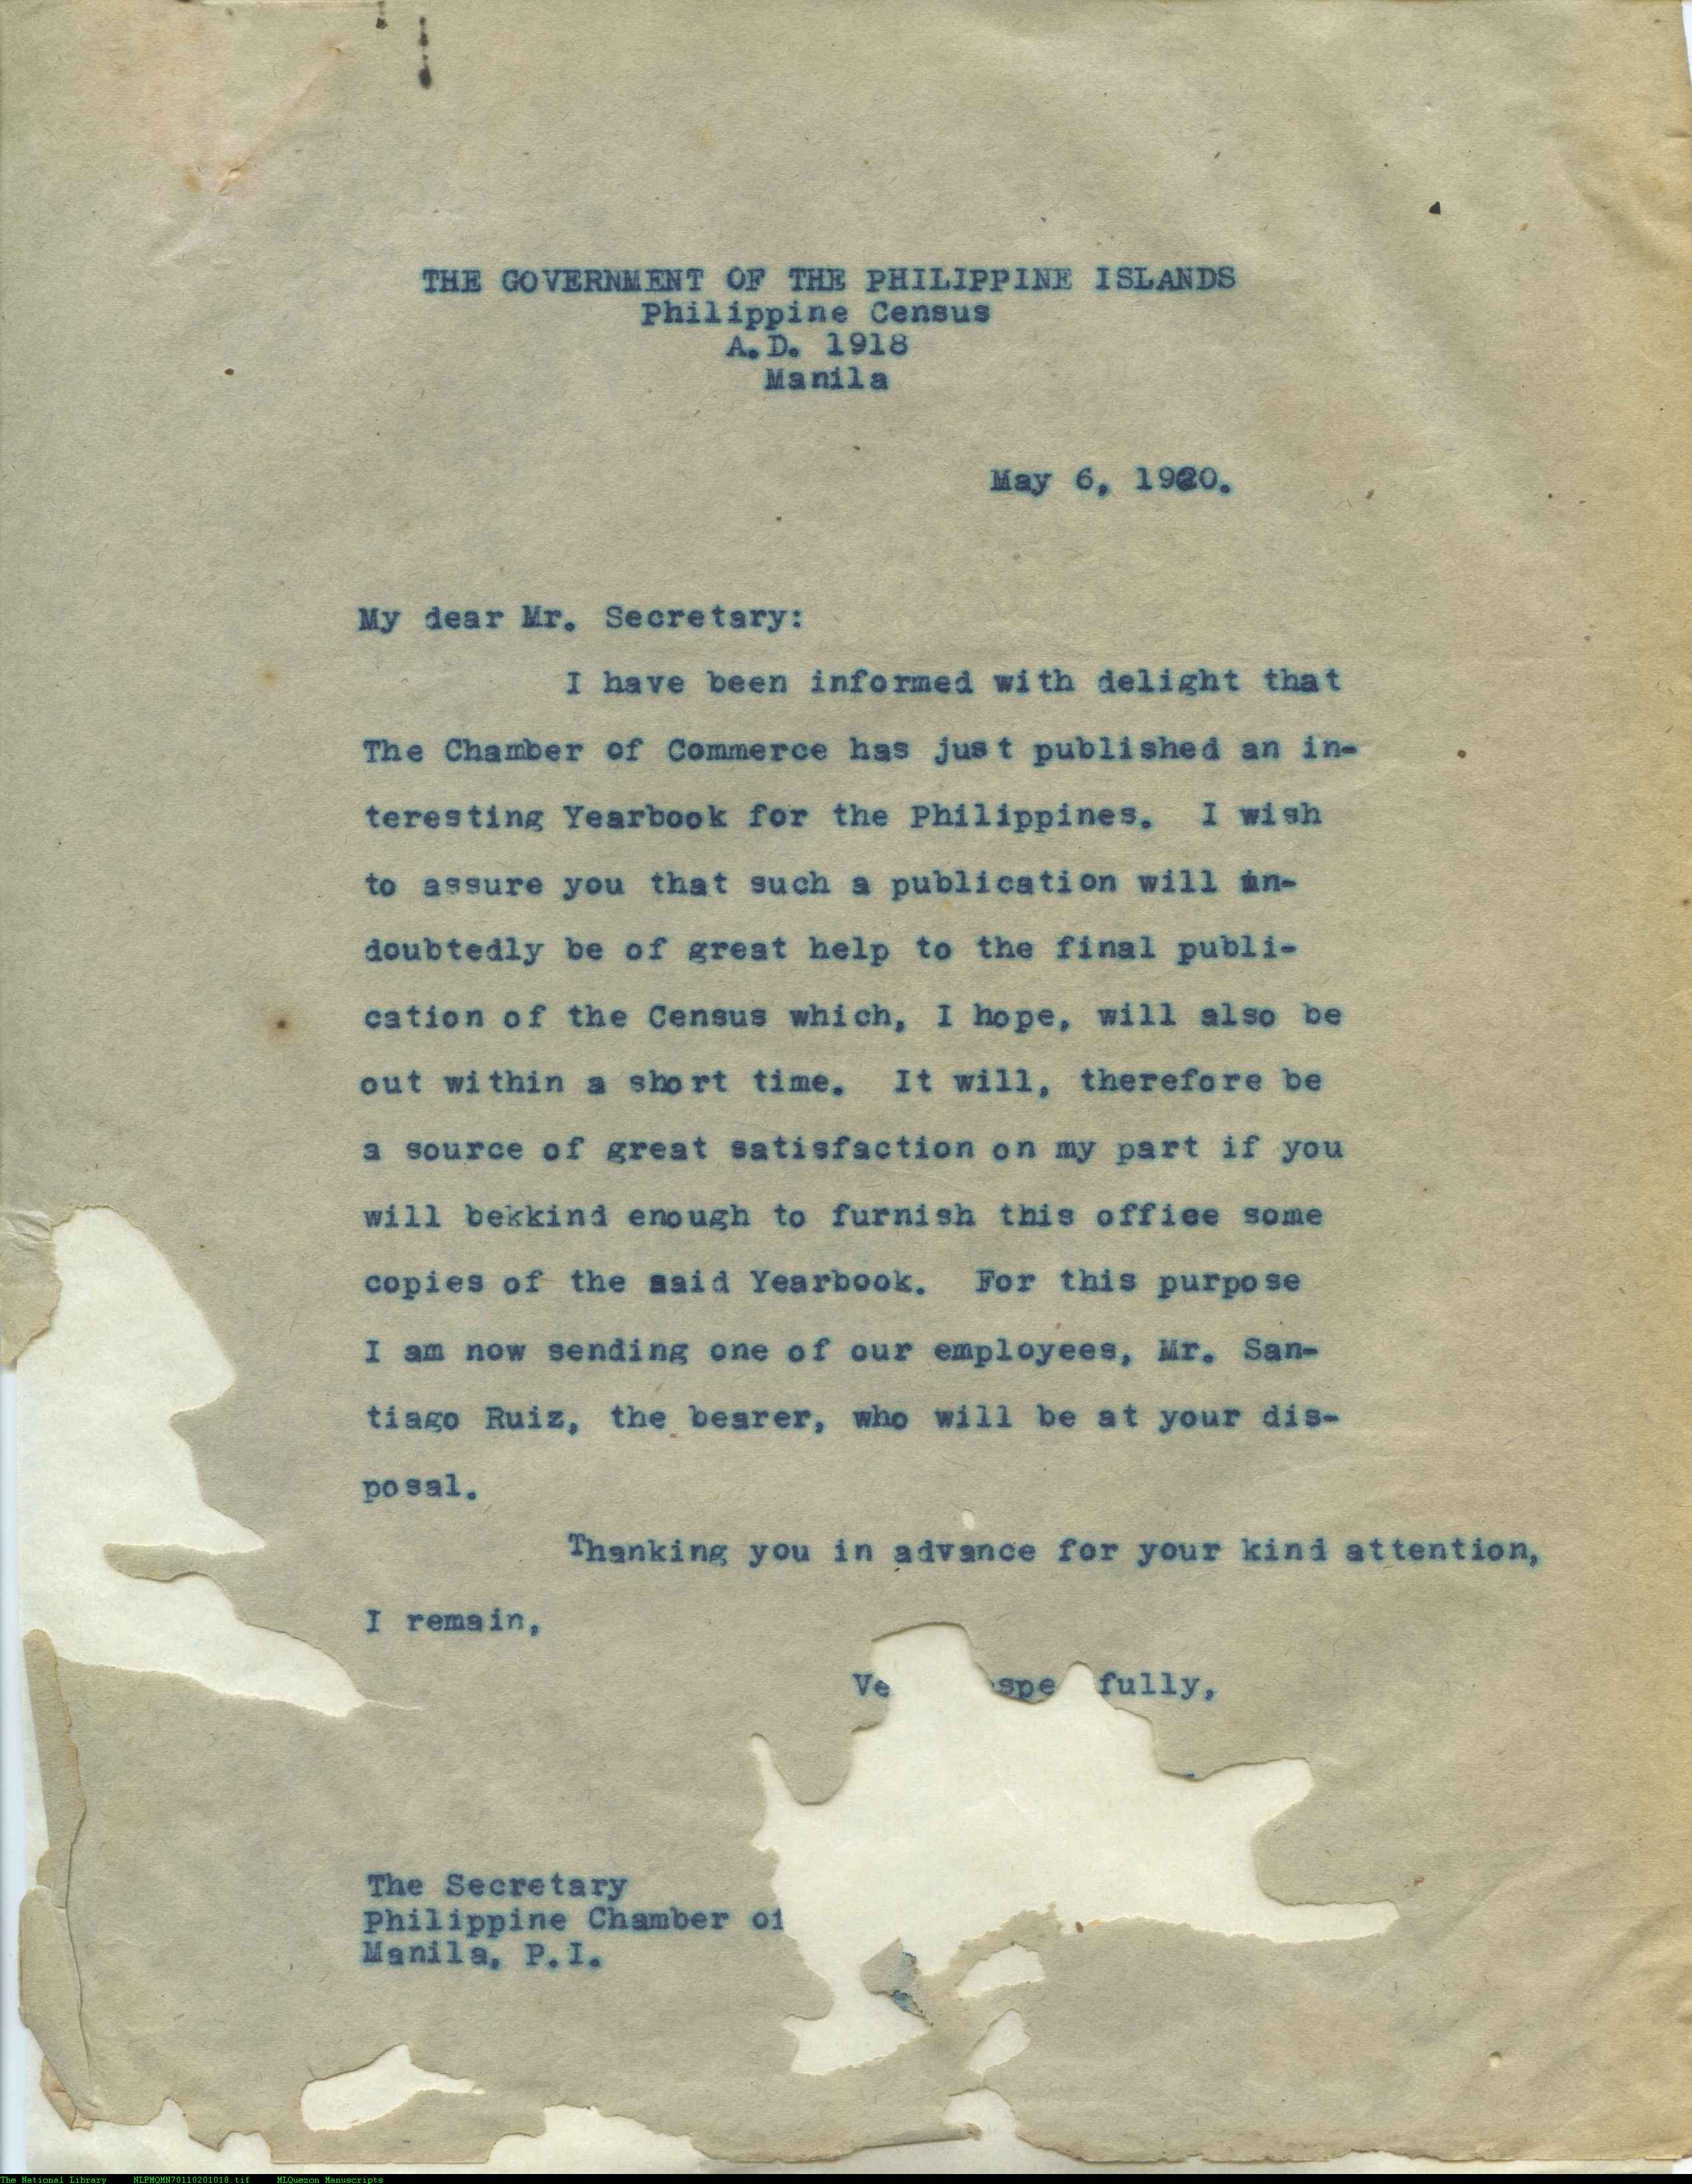 THE GOVERNMENT OF THE PHILIPPINE ISLANDS
Philippine Census
A.D. 1918
Manila
May 6, 1920.
My dear Mr. Secretary:
I have been informed with delight that
The Chamber of Commerce has just published an in-
teresting Yearbook for the Philippines. I wish
to assure you that such a publication will un-
doubtedly be of great help to the final publi-
cation of the Census which, I hope, will also be
out within a short time. It will, therefore be
a source of great satisfaction on my part if you
will bekkind enough to furnish this office some
copies of the said Yearbook. For this purpose
I am now sending one of our employees, Mr. San-
tiago Ruiz, the bearer, who will be at your dis-
posal.
Thanking you in advance for your kind attention,
I remain,
fully,
The Secretary
Philippine Chamber
Manila, P.I.
The National Library NLPMQMN70110201018.tif MLQuezon Manuscripts